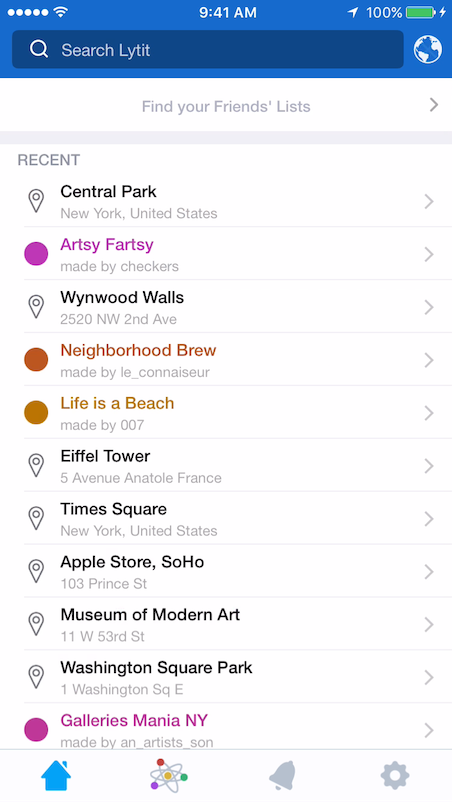 9:41 AM
100%
Search Lytit
Find your Friends' Lists
RECENT
Central Park
New York, United States
Artsy Fartsy
made by checkers
Wynwood Walls
2520 NW 2nd Ave
Neighborhood Brew
made by le_connaiseur
Life is a Beach
made by 007
Eiffel Tower
5 Avenue Anatole France
Times Square
New York, United States
Apple Store, SoHo
103 Prince St
Museum of Modern Art
11 W 53rd St
Washington Square Park
1 Washington Sq E
Galleries Mania NY
made by an_artists_son